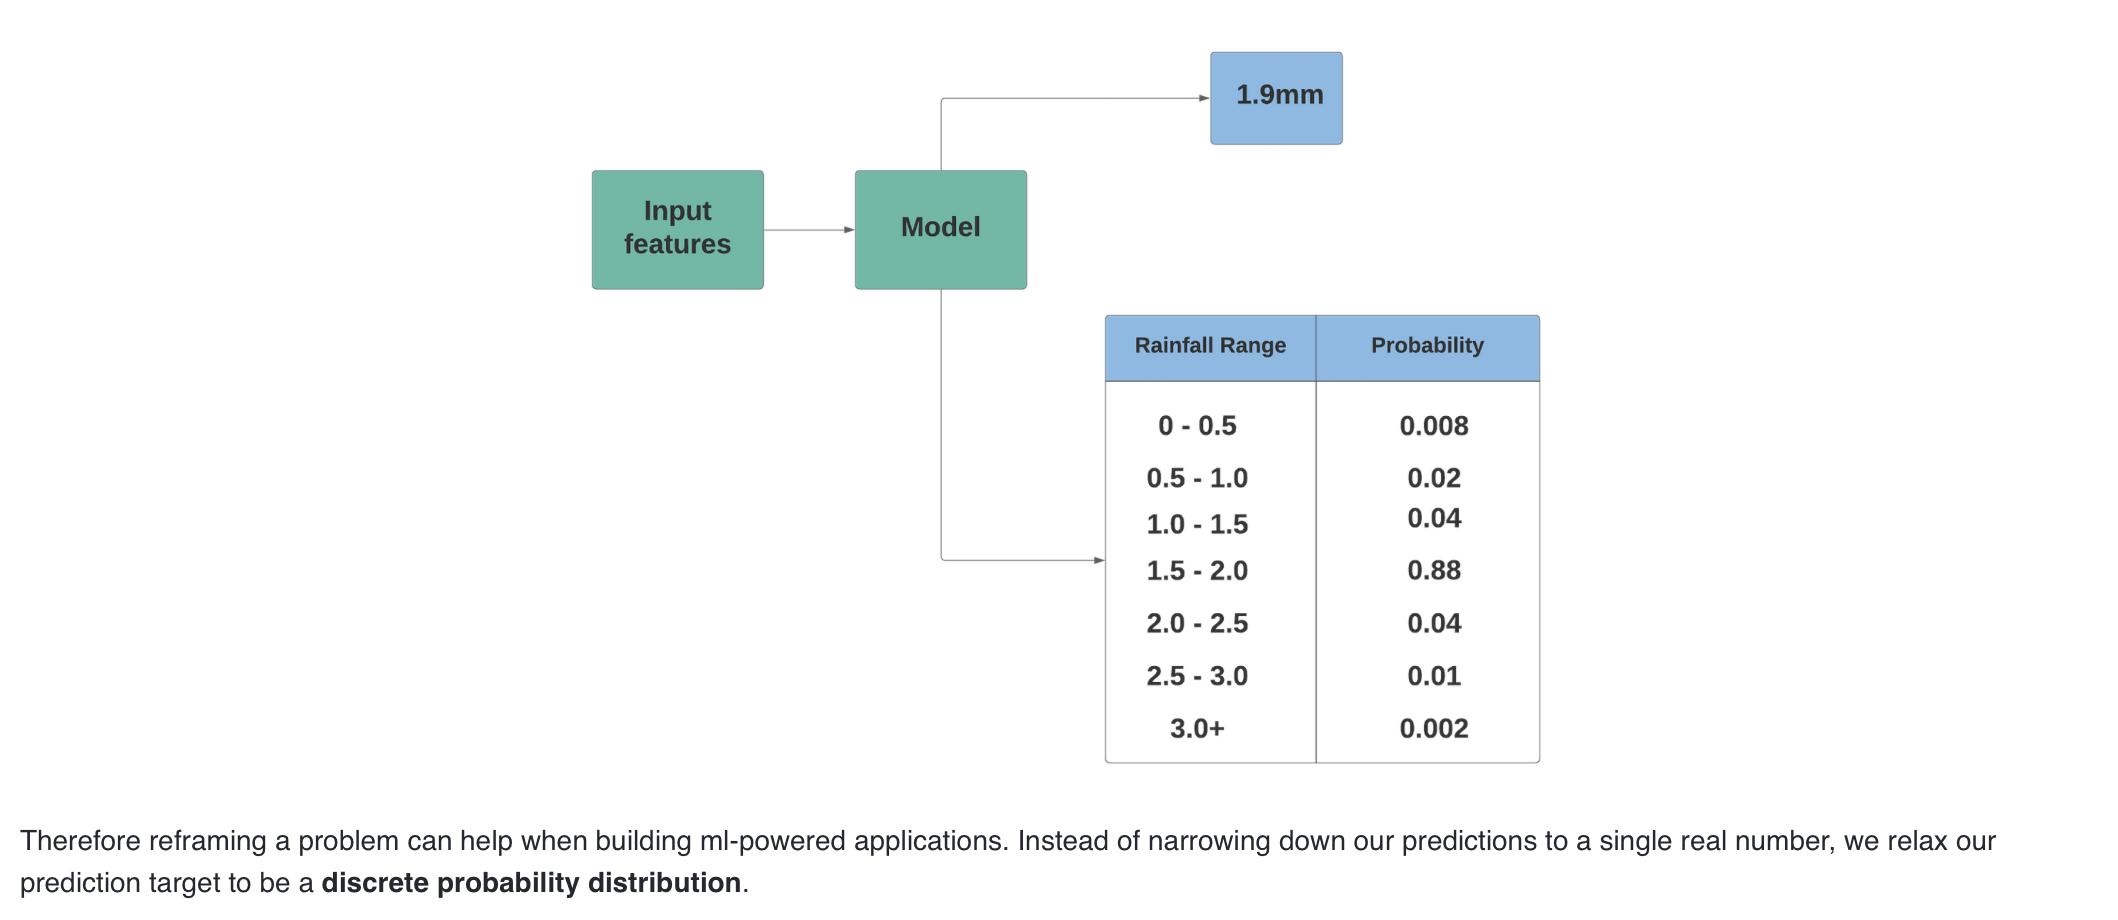 1.9mm
Input
features
Model
Rainfall Range Probability
0 - 0.5 0.008
0.5 - 1.0 0.02
1.0 - 1.5 0.04
1.5 - 2.0 0.88
2.0 - 2.5 0.04
2.5 - 3.0 0.01
3.0+ 0.002
Therefore reframing a problem can help when building ml-powered applications. Instead of narrowing down our predictions to a single real number, we relax our
prediction target to be a discrete probability distribution.